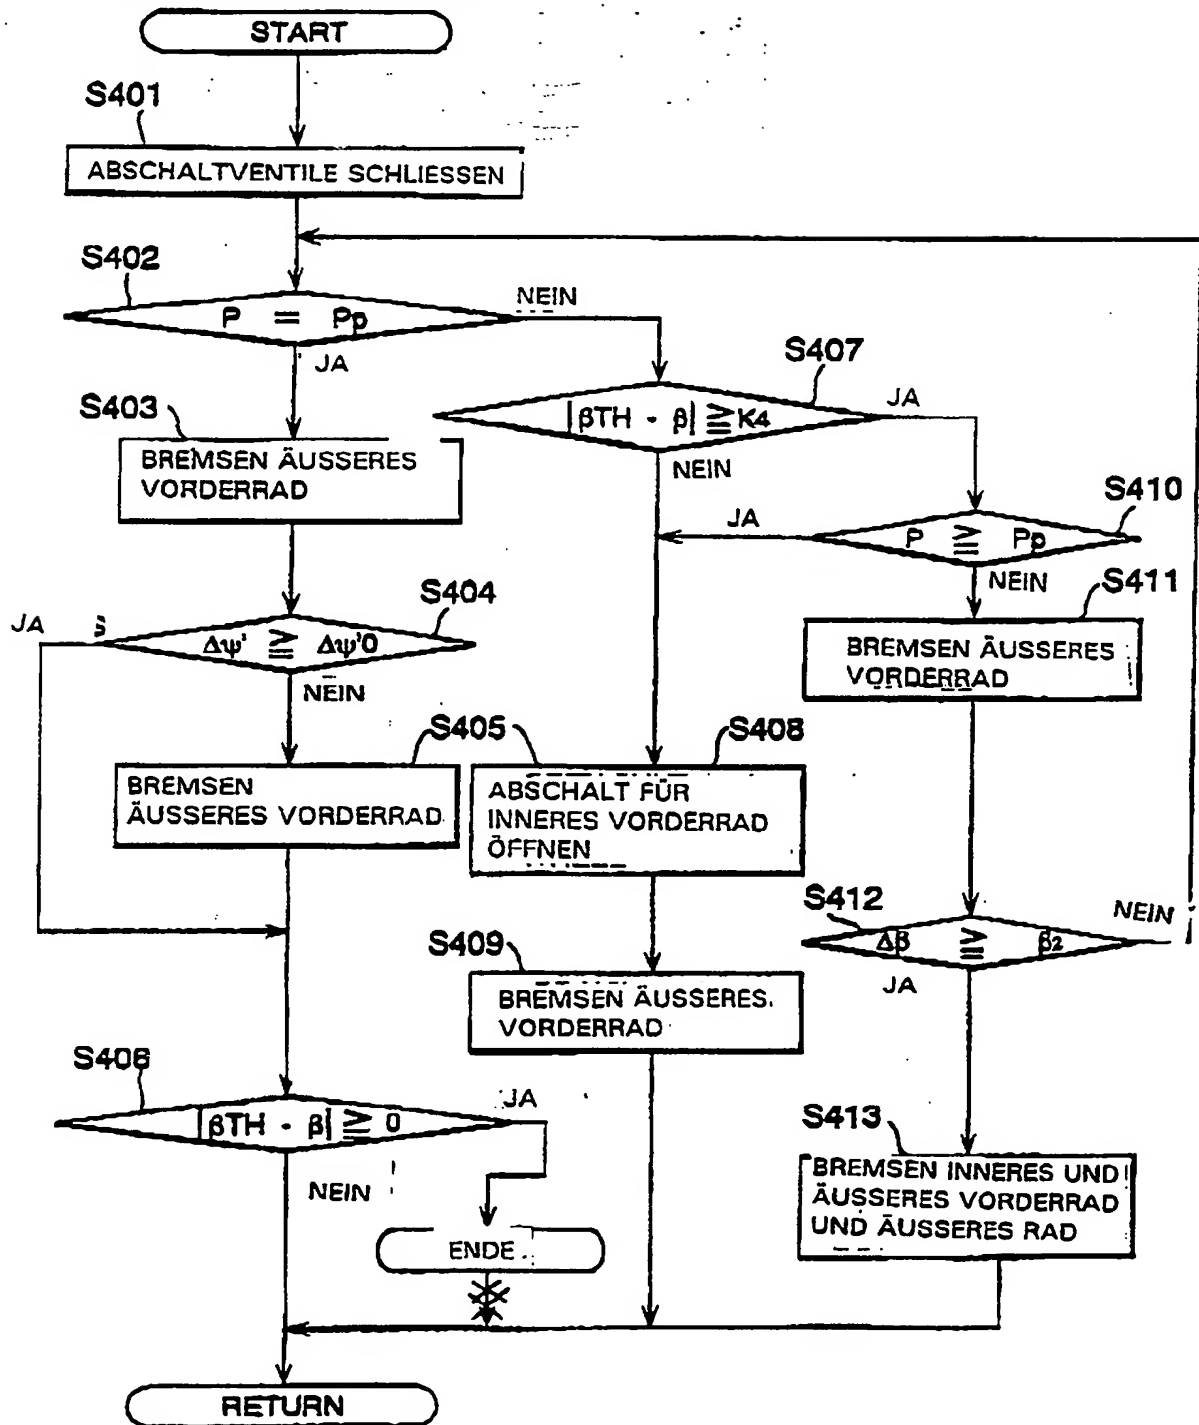 START
S401
ABSCHALTVENTILE SCHLIESSEN
S402
P = Pp
NEIN
JA
S403
BREMSEN ÄUSSERES
VORDERRAD
S404
JA
Δψ' ≧ Δψ'0
NEIN
S405
BREMSEN
ÄUSSERES VORDERRAD
S406
|βTH - β| ≧ 0
JA
NEIN
ENDE
S407
|βTH - β| ≧ K4
JA
NEIN
S408
ABSCHALT FÜR
INNERES VORDERRAD
ÖFFNEN
S409
BREMSEN ÄUSSERES
VORDERRAD
S410
JA
P ≧ Pp
NEIN
S411
BREMSEN ÄUSSERES
VORDERRAD
S412
Δβ ≧ β2
NEIN
JA
S413
BREMSEN INNERES UND
ÄUSSERES VORDERRAD
UND ÄUSSERES RAD
RETURN